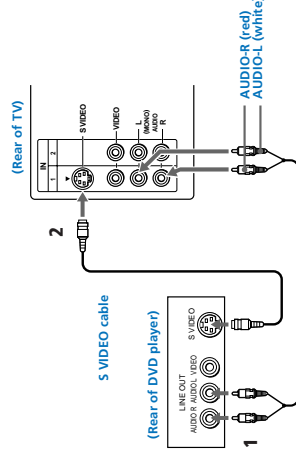 (Rear of TV)
IN
1 2
S VIDEO
VIDEO
L
(MONO)
AUDIO
R
AUDIO-R (red)
AUDIO-L (white)
2
S VIDEO cable
(Rear of DVD player)
LINE OUT
AUDIO R AUDIO L VIDEO
S VIDEO
1